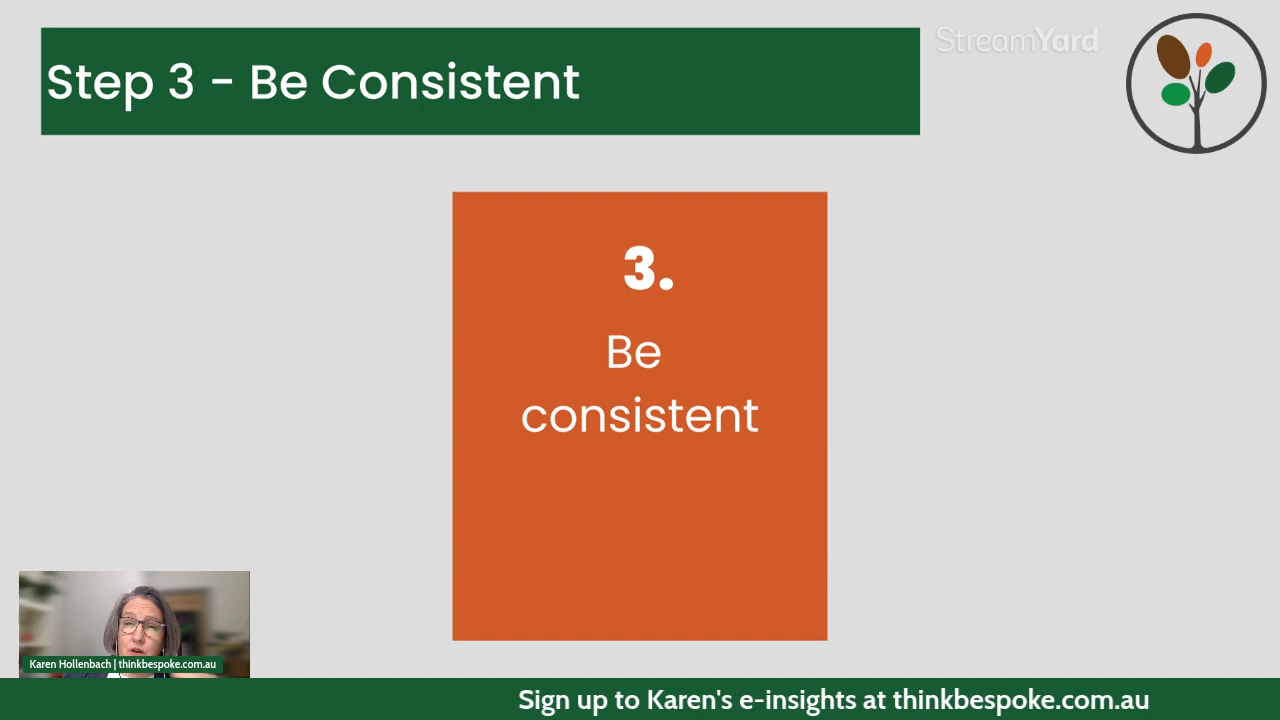 Step 3 - Be Consistent
StreamYard
3.
Be
consistent
Karen Hollenbach | thinkbespoke.com.au
Sign up to Karen's e-insights at thinkbespoke.com.au